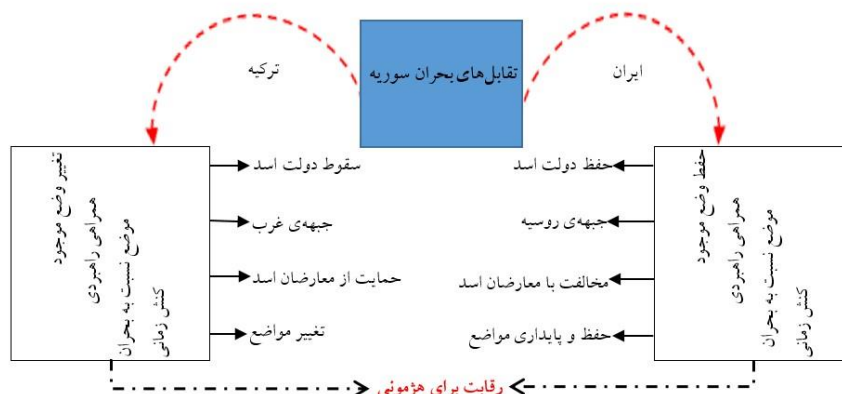 تقابل‌های بحران سوریه
ایران
ترکیه
حفظ وضع موجود
همراهی راهبردی
موضع نسبت به بحران
کنش زمانی
حفظ دولت اسد
جبهه‌ی روسیه
مخالفت با معارضان اسد
حفظ و پایداری مواضع
تغییر وضع موجود
همراهی راهبردی
موضع نسبت به بحران
کنش زمانی
سقوط دولت اسد
جبهه‌ی غرب
حمایت از معارضان اسد
تغییر مواضع
رقابت برای هژمونی